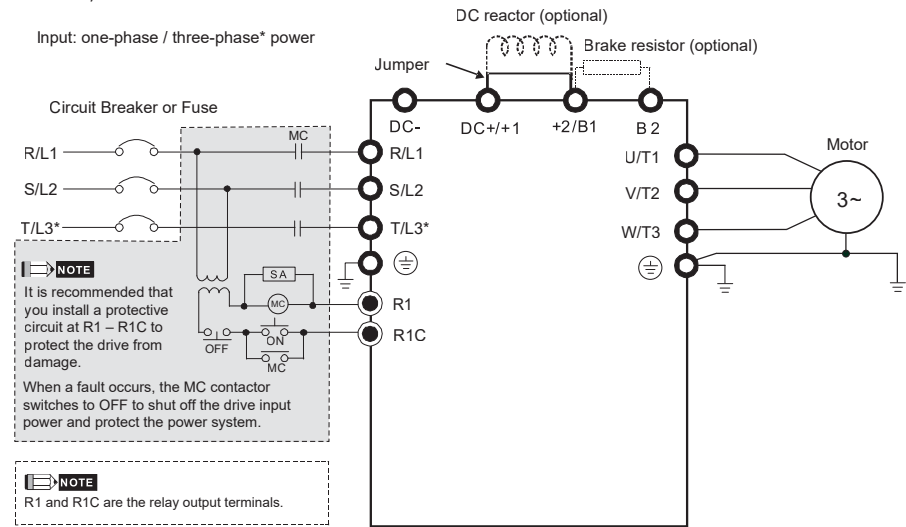 DC reactor (optional)
Input: one-phase / three-phase* power
Brake resistor (optional)
Jumper
Circuit Breaker or Fuse
DC-
DC+/+1
+2/B1
B 2
MC
R/L1
R/L1
U/T1
Motor
S/L2
S/L2
V/T2
3~
T/L3*
T/L3*
W/T3
NOTE
It is recommended that
you install a protective
circuit at R1 – R1C to
protect the drive from
damage.
When a fault occurs, the MC contactor
switches to OFF to shut off the drive input
power and protect the power system.
SA
MC
R1
OFF
ON
R1C
MC
NOTE
R1 and R1C are the relay output terminals.